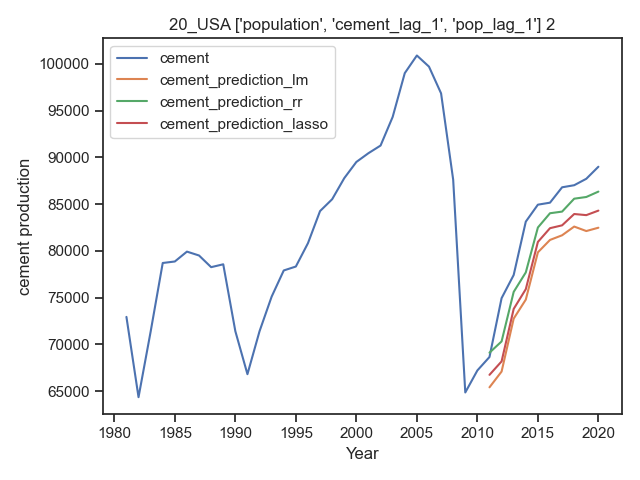 20_USA ['population', 'cement_lag_1', 'pop_lag_1'] 2
cement
cement_prediction_lm
cement_prediction_rr
cement_prediction_lasso
cement production
100000
95000
90000
85000
80000
75000
70000
65000
1980 1985 1990 1995 2000 2005 2010 2015 2020
Year